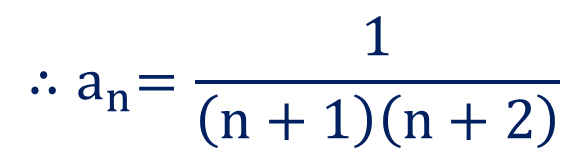 ∴ aₙ = 1 / ((n + 1)(n + 2))